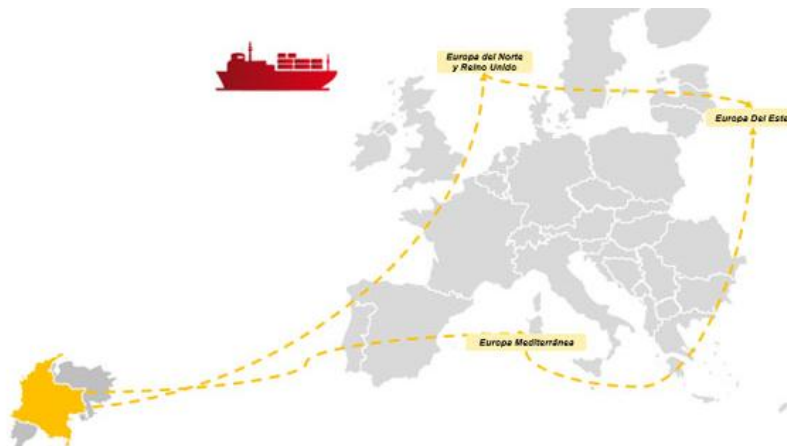 Europa del Norte
y Reino Unido
Europa Del Este
Europa Mediterránea